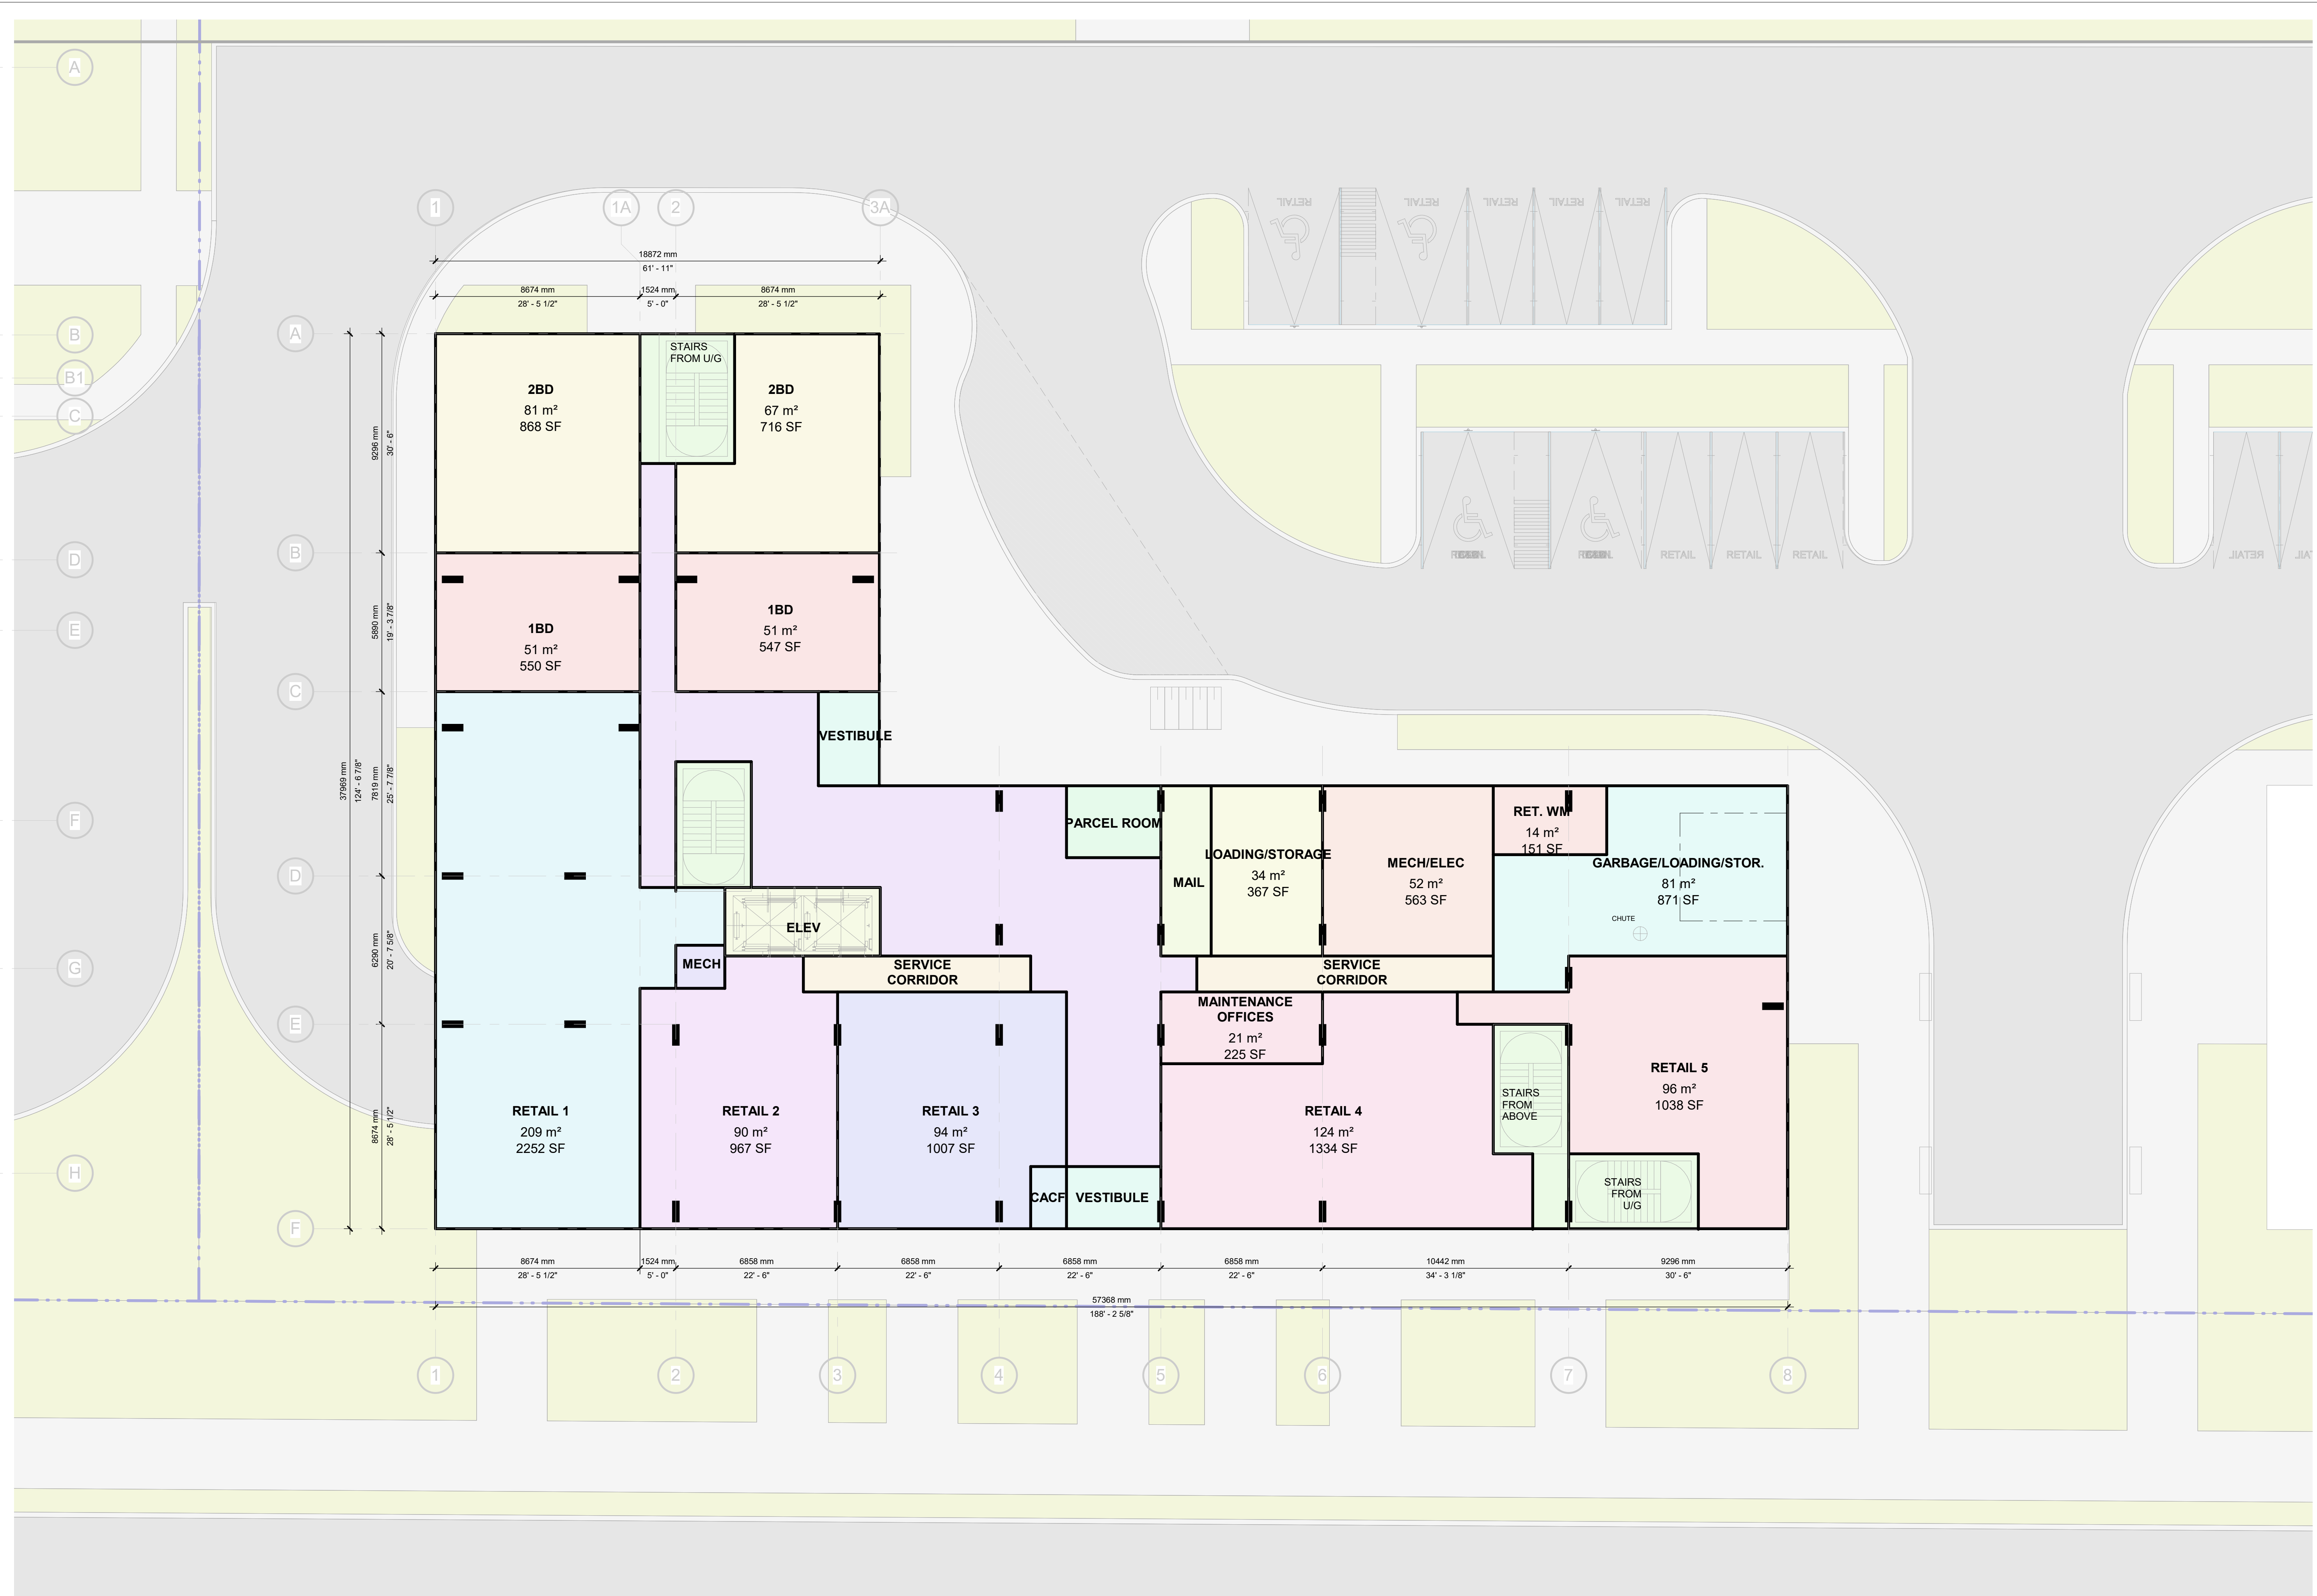 A
B
B1
C
D
E
F
G
H
1
1A
2
3A
18872 mm
61' - 11"
8674 mm
28' - 5 1/2"
1524 mm
5' - 0"
8674 mm
28' - 5 1/2"
A
B
C
D
E
F
37969 mm
124' - 6 7/8"
9296 mm
30' - 6"
5890 mm
19' - 3 7/8"
7819 mm
25' - 7 7/8"
6290 mm
20' - 7 5/8"
8674 mm
28' - 5 1/2"
RETAIL
RETAIL
RETAIL
RETAIL
RETAIL
RETAIL
RETAIL
RETAIL
RETAIL
STAIRS
FROM U/G
2BD
81 m²
868 SF
2BD
67 m²
716 SF
1BD
51 m²
550 SF
1BD
51 m²
547 SF
VESTIBULE
PARCEL ROOM
MAIL
LOADING/STORAGE
34 m²
367 SF
MECH/ELEC
52 m²
563 SF
RET. WM
14 m²
151 SF
GARBAGE/LOADING/STOR.
81 m²
871 SF
CHUTE
ELEV
MECH
SERVICE
CORRIDOR
SERVICE
CORRIDOR
MAINTENANCE
OFFICES
21 m²
225 SF
RETAIL 1
209 m²
2252 SF
RETAIL 2
90 m²
967 SF
RETAIL 3
94 m²
1007 SF
CACF
VESTIBULE
RETAIL 4
124 m²
1334 SF
STAIRS
FROM
ABOVE
RETAIL 5
96 m²
1038 SF
STAIRS
FROM
U/G
8674 mm
28' - 5 1/2"
1524 mm
5' - 0"
6858 mm
22' - 6"
6858 mm
22' - 6"
6858 mm
22' - 6"
6858 mm
22' - 6"
10442 mm
34' - 3 1/8"
9296 mm
30' - 6"
57368 mm
188' - 2 5/8"
1
2
3
4
5
6
7
8